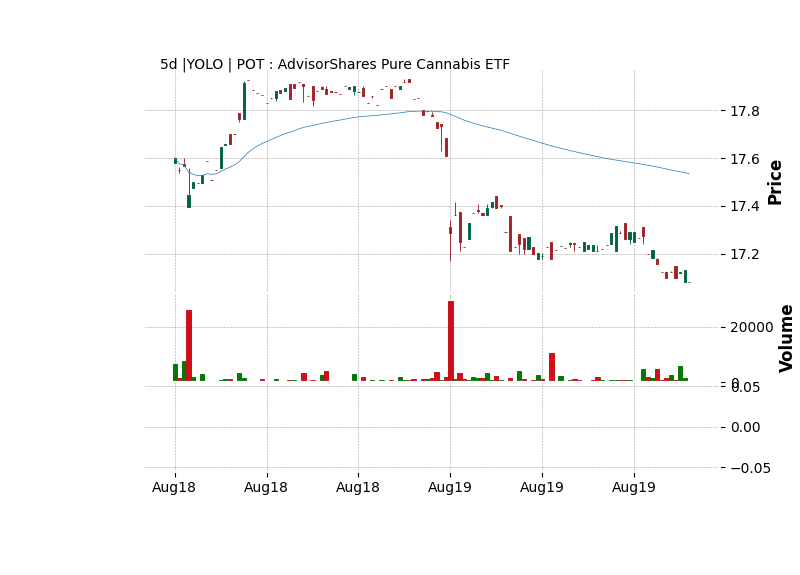 5d |YOLO | POT : AdvisorShares Pure Cannabis ETF
17.8
17.6
17.4
17.2
Price
20000
0
Volume
0.05
0.00
−0.05
Aug18 Aug18 Aug18 Aug19 Aug19 Aug19